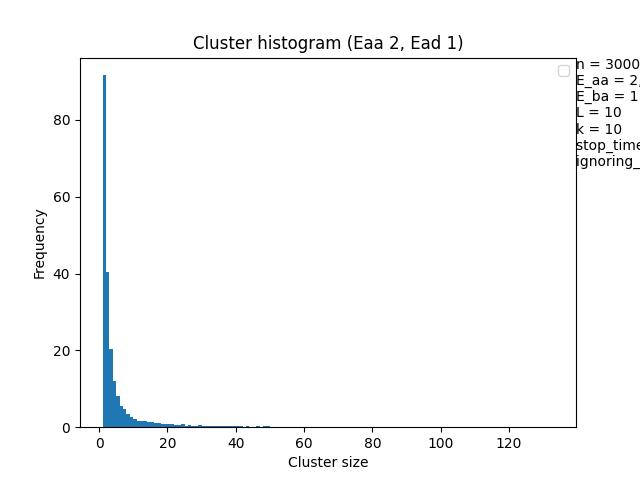 Cluster histogram (Eaa 2, Ead 1)
n = 3000
E_aa = 2,
E_ba = 1
L = 10
k = 10
stop_time
ignoring_
80
60
40
20
0
Frequency
0 20 40 60 80 100 120
Cluster size